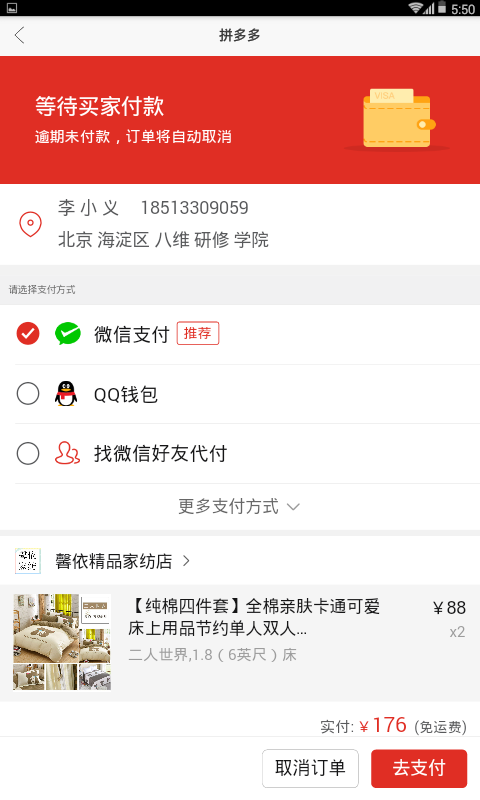 5:50
拼多多
等待买家付款
逾期未付款，订单将自动取消
VISA
李 小 义 18513309059
北京 海淀区 八维 研修 学院
请选择支付方式
微信支付 推荐
QQ钱包
找微信好友代付
更多支付方式
馨依家纺
馨依精品家纺店
【纯棉四件套】全棉亲肤卡通可爱 ￥88
床上用品节约单人双人... x2
二人世界,1.8（6英尺）床
实付: ￥176 (免运费)
取消订单 去支付